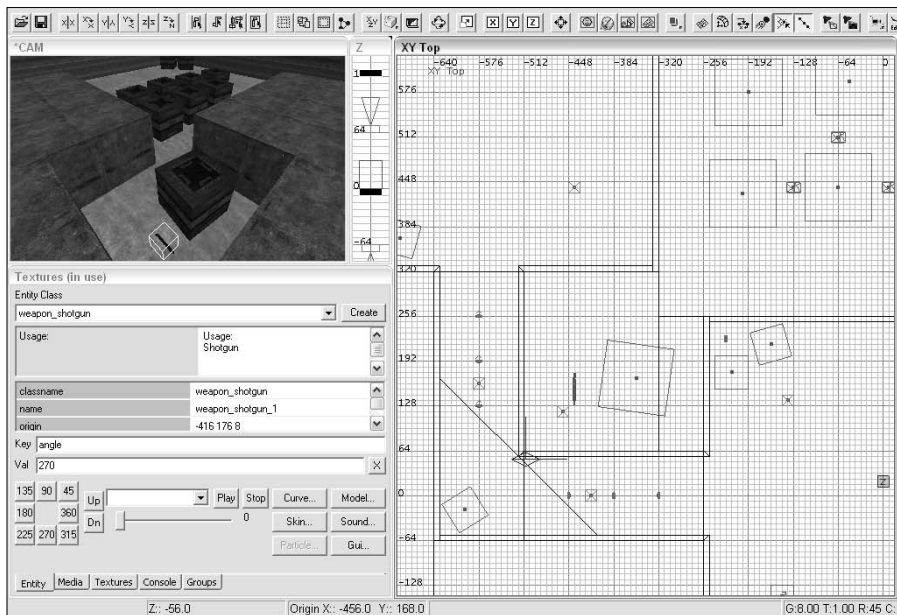 *CAM
Z
1
64
0
-64
XY Top
-640 -576 -512 -448 -384 -320 -256 -192 -128 -64 0
XY Top
576
512
448
384
320
256
192
128
64
0
-64
-128
Z
Textures (in use)
Entity Class
weapon_shotgun
Create
Usage:
Usage:
Shotgun
classname weapon_shotgun
name weapon_shotgun_1
origin -416 176 8
Key angle
Val 270 X
135 90 45
180 360
225 270 315
Up
Dn
Play Stop
0
Curve... Model...
Skin... Sound...
Particle... Gui...
Entity Media Textures Console Groups
Z:: -56.0 Origin X:: -456.0 Y:: 168.0 G:8.00 T:1.00 R:45 C: